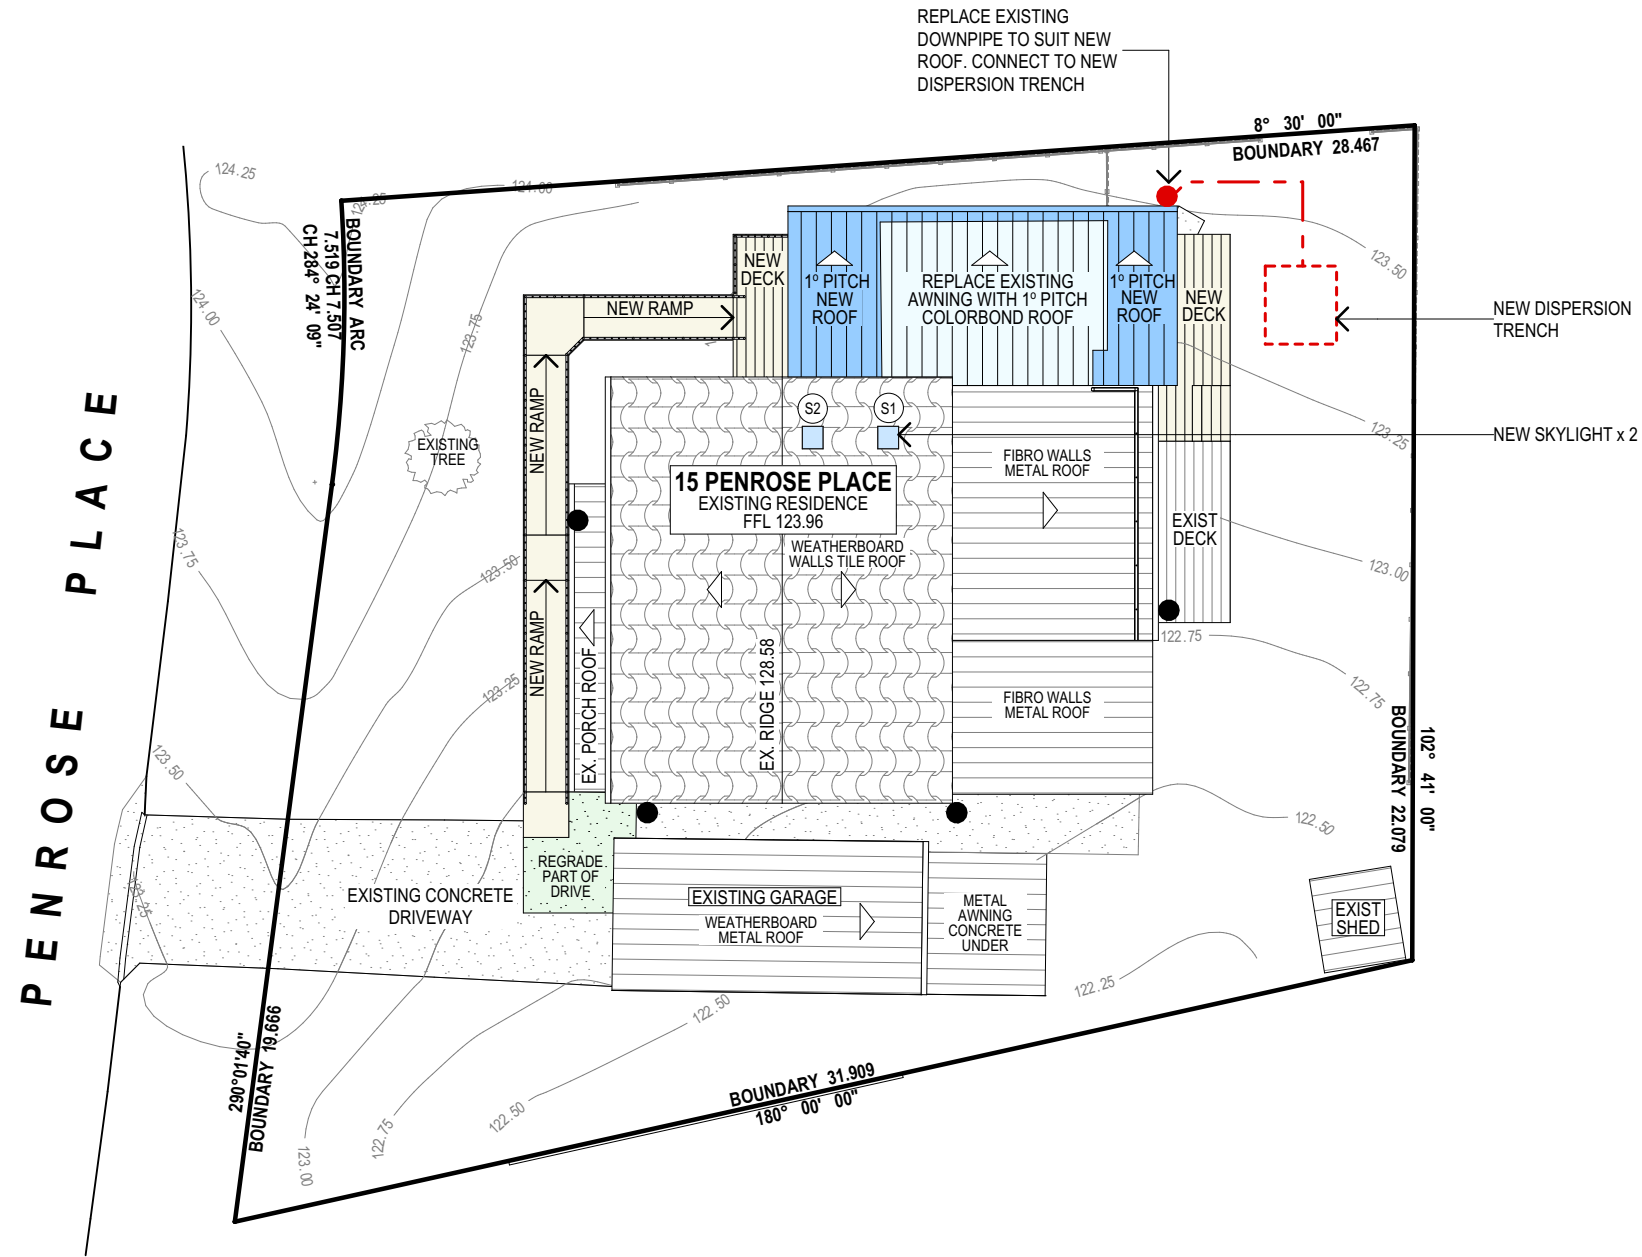 REPLACE EXISTING
DOWNPIPE TO SUIT NEW
ROOF. CONNECT TO NEW
DISPERSION TRENCH
8° 30' 00"
BOUNDARY 28.467
124.25
124.25
124.00
BOUNDARY ARC
7.519 CH 7.507
CH 284° 24' 09"
124.00
123.75
NEW
DECK
1º PITCH
NEW
ROOF
REPLACE EXISTING
AWNING WITH 1º PITCH
COLORBOND ROOF
1º PITCH
NEW
ROOF
NEW
DECK
123.50
NEW DISPERSION
TRENCH
NEW RAMP
NEW RAMP
NEW RAMP
EXISTING
TREE
S2
S1
123.25
NEW SKYLIGHT x 2
FIBRO WALLS
METAL ROOF
15 PENROSE PLACE
EXISTING RESIDENCE
FFL 123.96
WEATHERBOARD
WALLS TILE ROOF
EXIST
DECK
123.00
123.75
123.50
PENROSE PLACE
122.75
122.75
123.25
EX. PORCH ROOF
EX. RIDGE 128.58
FIBRO WALLS
METAL ROOF
BOUNDARY 22.079
102° 41' 00"
123.50
122.50
REGRADE
PART OF
DRIVE
EXISTING CONCRETE
DRIVEWAY
EXISTING GARAGE
WEATHERBOARD
METAL ROOF
METAL
AWNING
CONCRETE
UNDER
EXIST
SHED
122.25
122.50
290°01'40"
BOUNDARY 19.666
BOUNDARY 31.909
180° 00' 00"
122.50
122.75
123.00